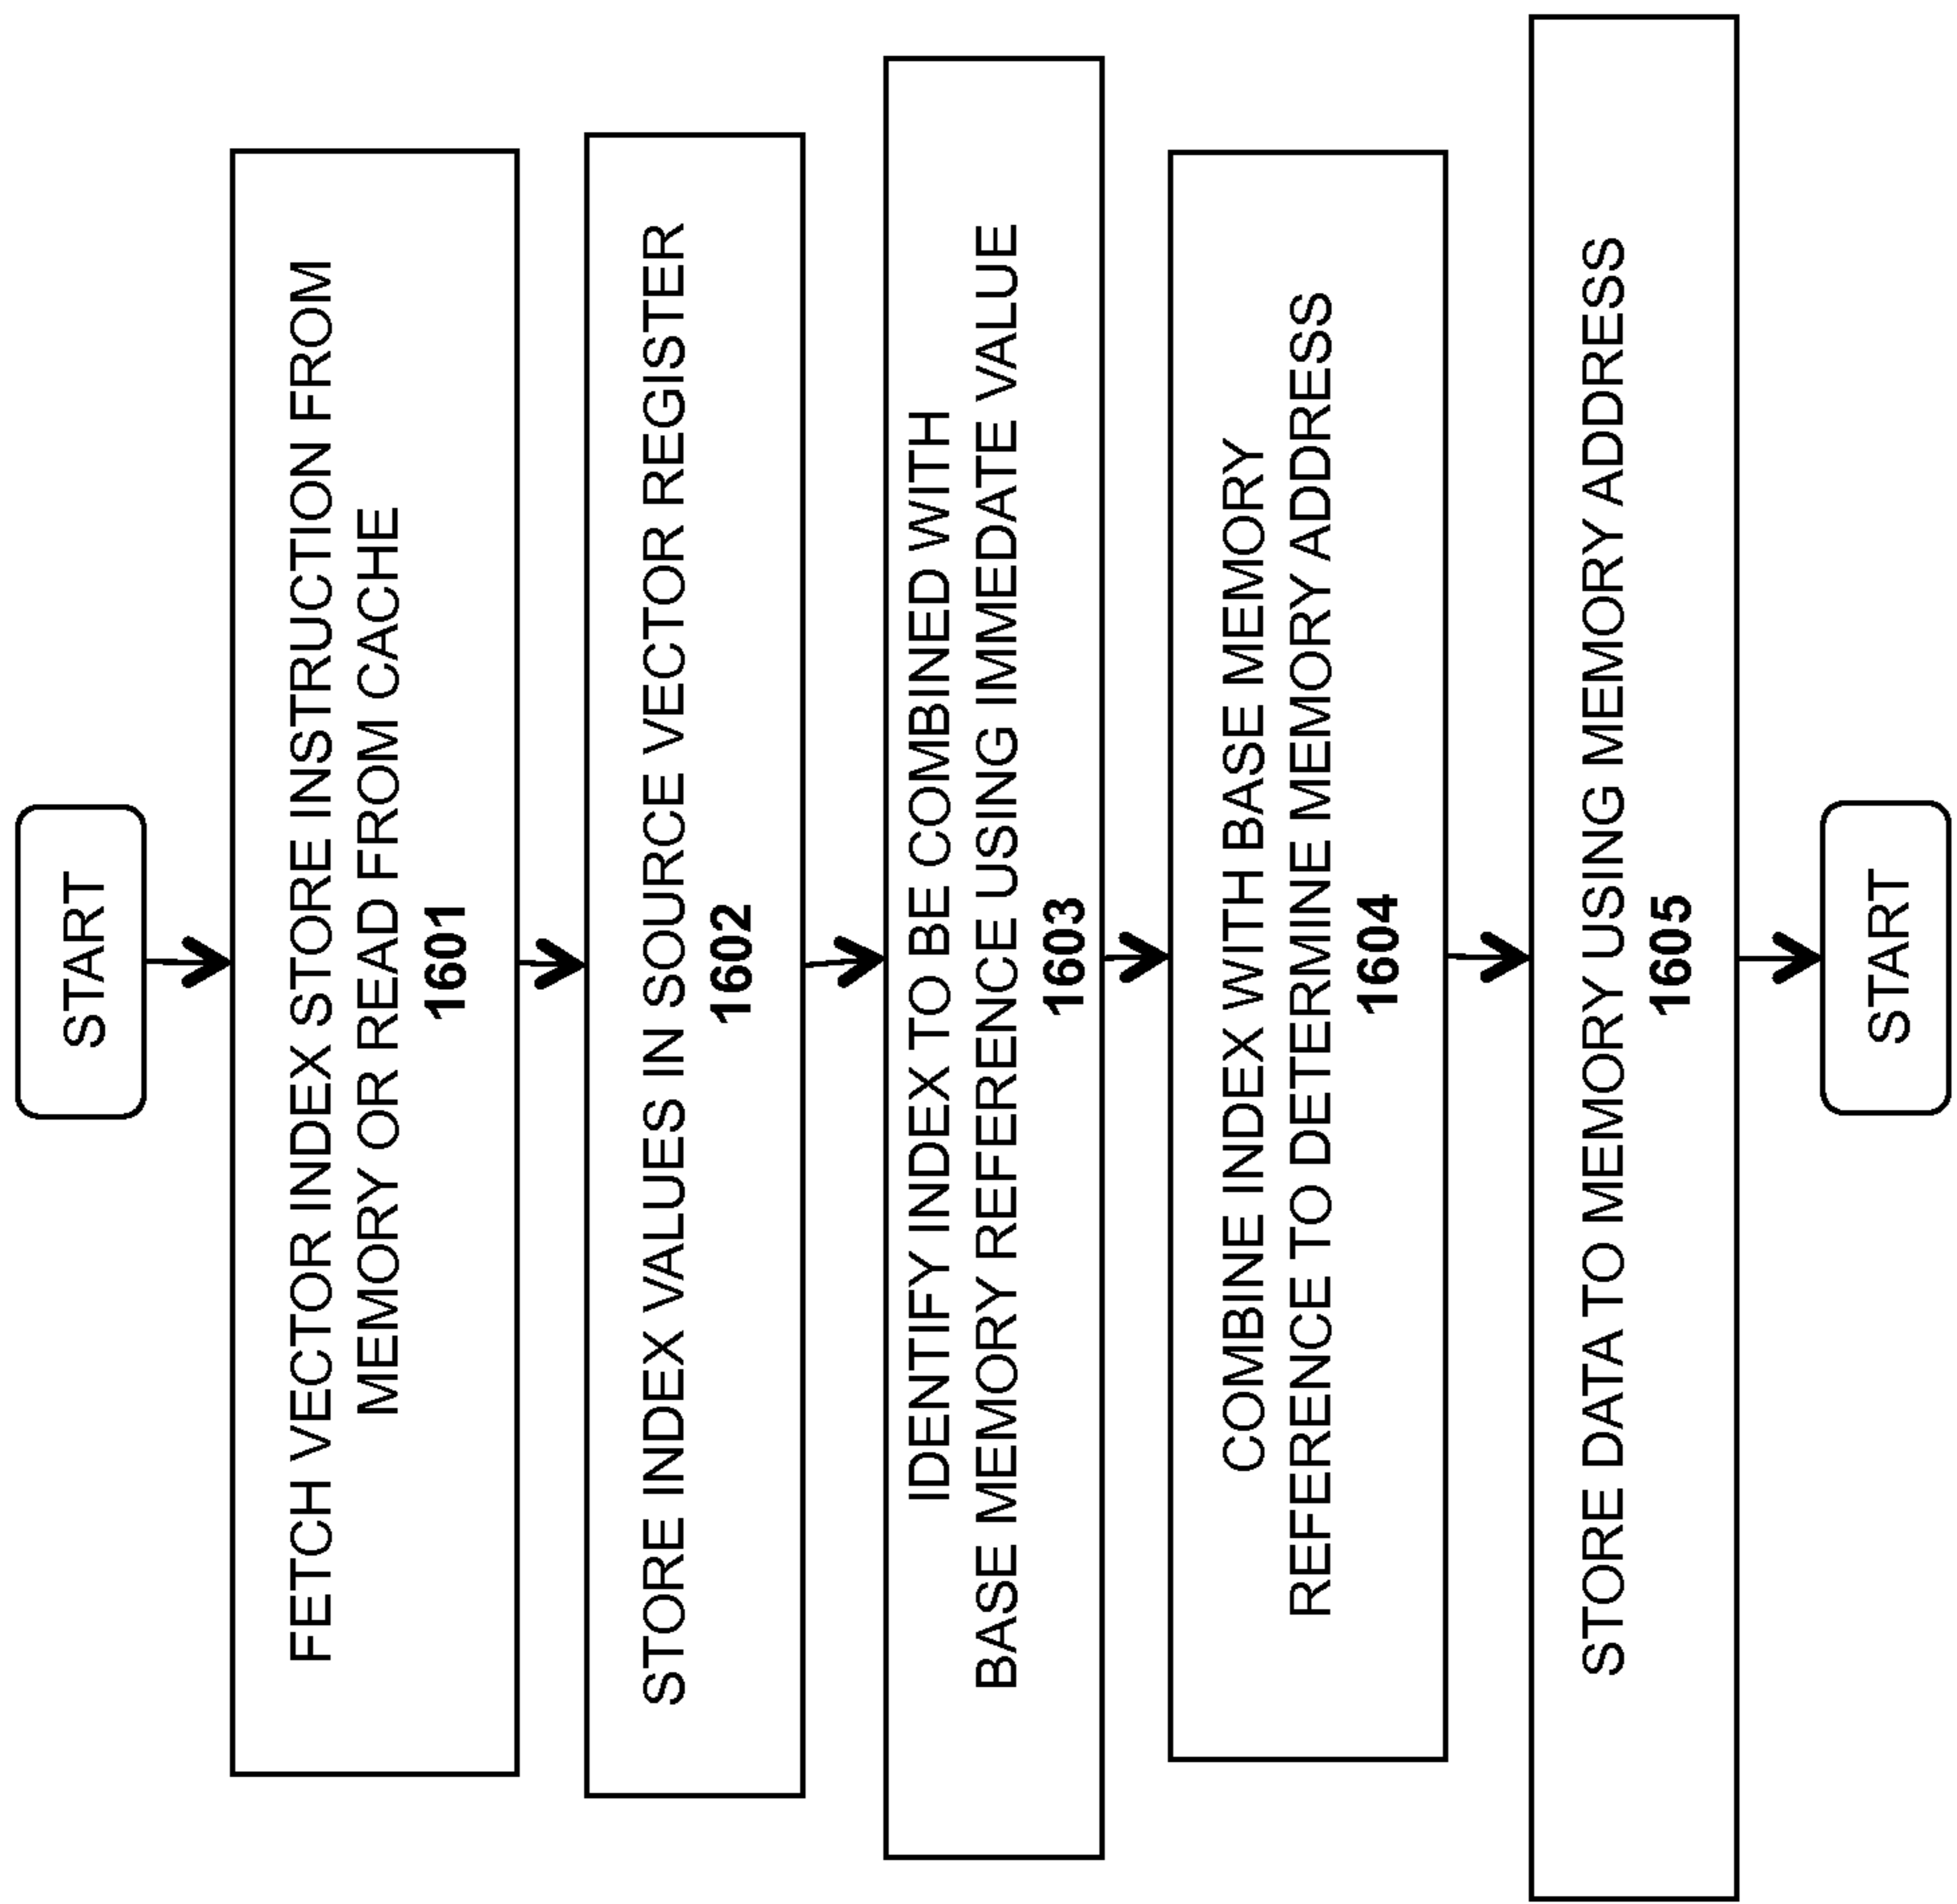 START
FETCH VECTOR INDEX STORE INSTRUCTION FROM
MEMORY OR READ FROM CACHE
1601
STORE INDEX VALUES IN SOURCE VECTOR REGISTER
1602
IDENTIFY INDEX TO BE COMBINED WITH
BASE MEMORY REFERENCE USING IMMEDATE VALUE
1603
COMBINE INDEX WITH BASE MEMORY
REFERENCE TO DETERMINE MEMORY ADDRESS
1604
STORE DATA TO MEMORY USING MEMORY ADDRESS
1605
START